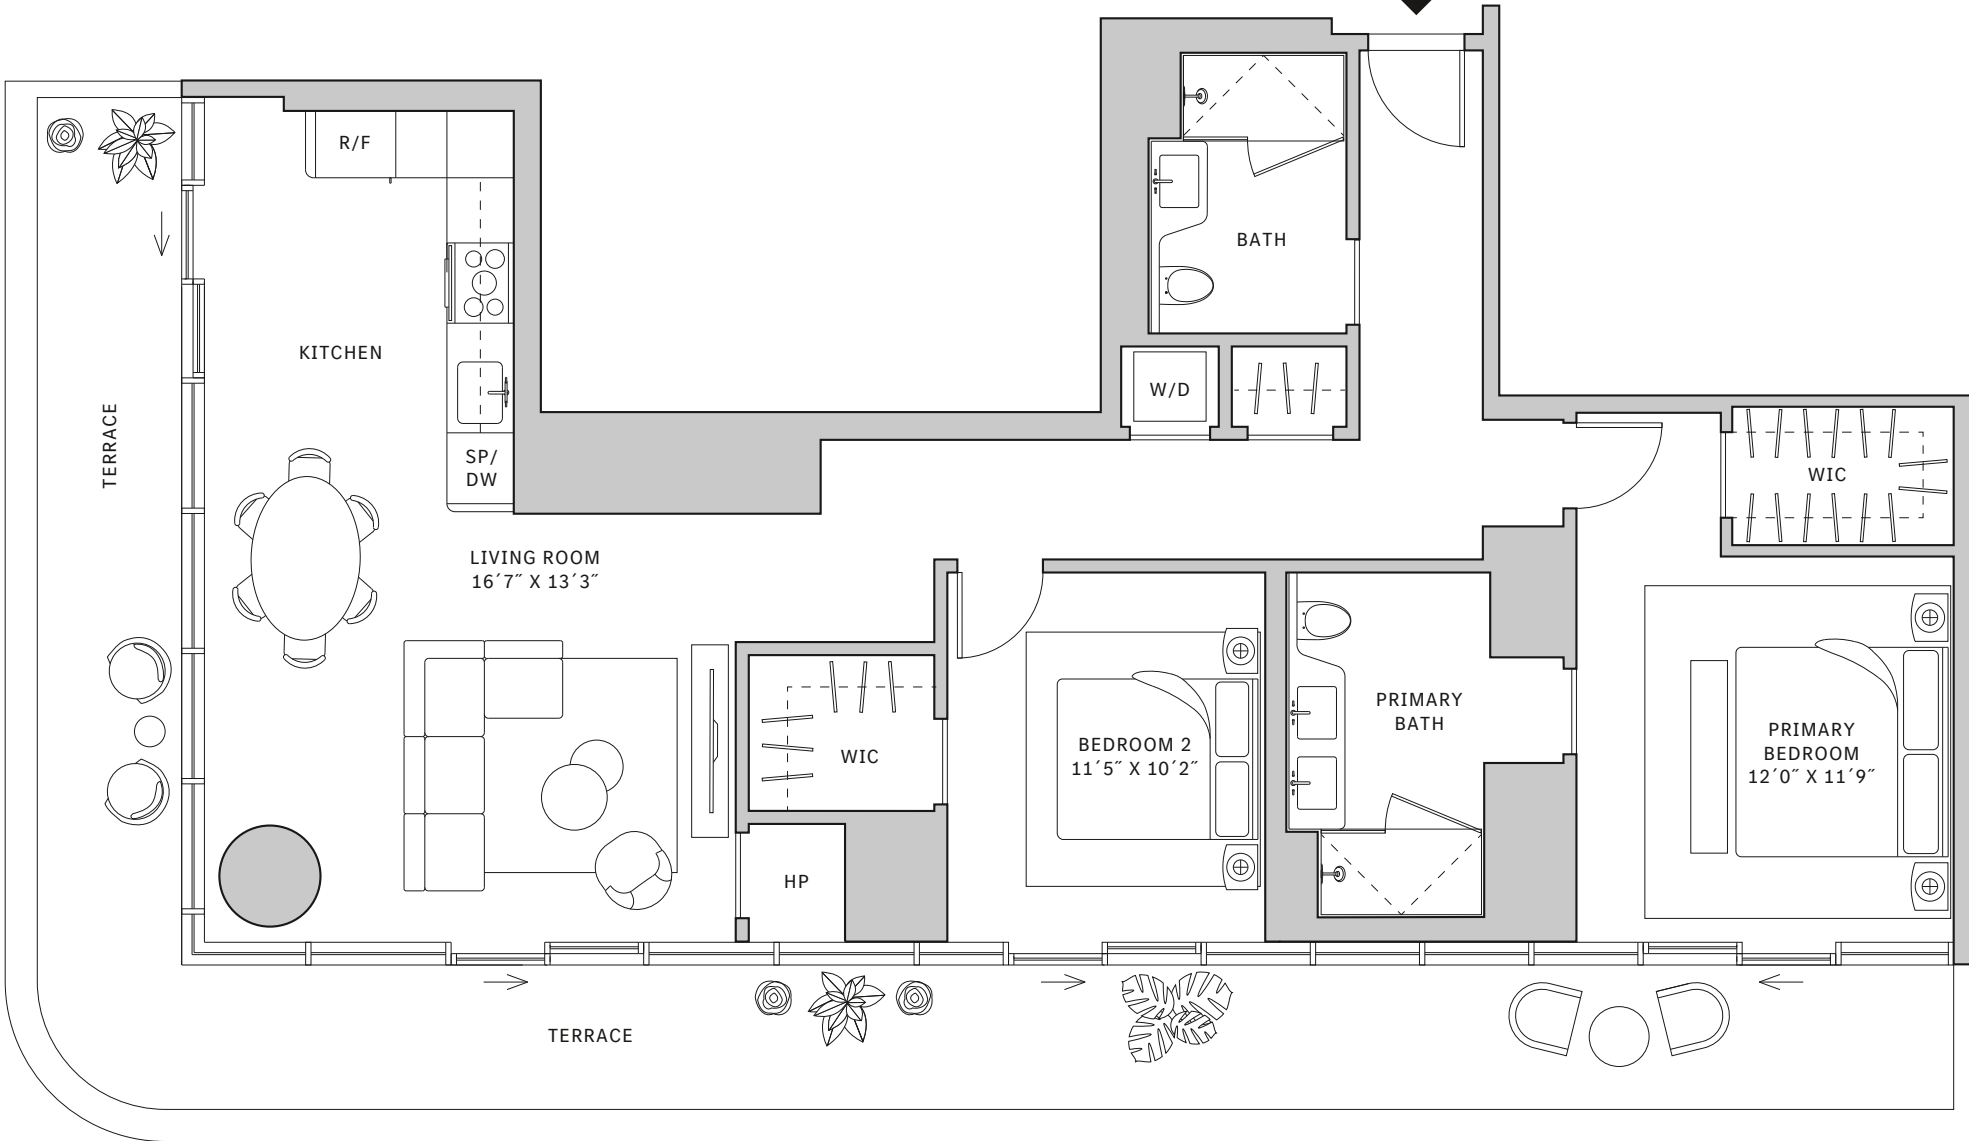 R/F
BATH
KITCHEN
TERRACE
W/D
SP/
DW
WIC
LIVING ROOM
16´7˝ X 13´3˝
PRIMARY
BATH
PRIMARY
BEDROOM
12´0˝ X 11´9˝
BEDROOM 2
11´5˝ X 10´2˝
WIC
HP
TERRACE